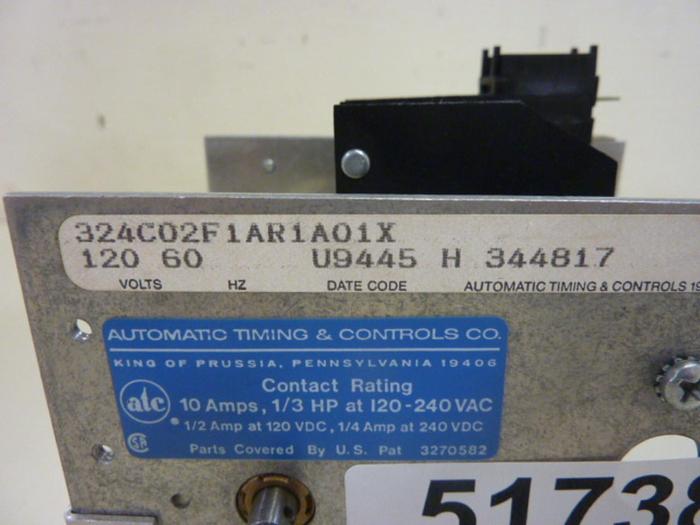 324C02F1AR1A01X
120 60 U9445 H 344817
VOLTS HZ DATE CODE AUTOMATIC TIMING & CONTROLS 19
AUTOMATIC TIMING & CONTROLS CO.
KING OF PRUSSIA, PENNSYLVANIA 19406
atc
Contact Rating
10 Amps, 1/3 HP at 120-240 VAC
1/2 Amp at 120 VDC, 1/4 Amp at 240 VDC
Parts Covered By U.S. Pat 3270582
51738